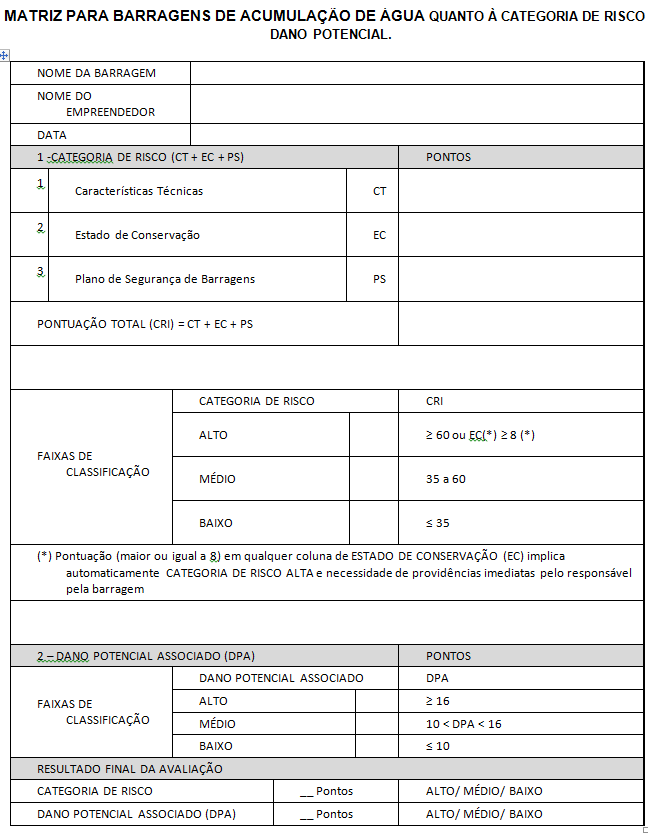 MATRIZ PARA BARRAGENS DE ACUMULAÇÃO DE ÁGUA QUANTO À CATEGORIA DE RISCO
DANO POTENCIAL.
NOME DA BARRAGEM
NOME DO
EMPREENDEDOR
DATA
1 -CATEGORIA DE RISCO (CT + EC + PS) PONTOS
1 Características Técnicas CT
2 Estado de Conservação EC
3 Plano de Segurança de Barragens PS
PONTUAÇÃO TOTAL (CRI) = CT + EC + PS
FAIXAS DE
CLASSIFICAÇÃO
CATEGORIA DE RISCO CRI
ALTO ≥ 60 ou EC(*) ≥ 8 (*)
MÉDIO 35 a 60
BAIXO ≤ 35
(*) Pontuação (maior ou igual a 8) em qualquer coluna de ESTADO DE CONSERVAÇÃO (EC) implica
automaticamente CATEGORIA DE RISCO ALTA e necessidade de providências imediatas pelo responsável
pela barragem
2 – DANO POTENCIAL ASSOCIADO (DPA) PONTOS
FAIXAS DE
CLASSIFICAÇÃO
DANO POTENCIAL ASSOCIADO DPA
ALTO ≥ 16
MÉDIO 10 < DPA < 16
BAIXO ≤ 10
RESULTADO FINAL DA AVALIAÇÃO
CATEGORIA DE RISCO __ Pontos ALTO/ MÉDIO/ BAIXO
DANO POTENCIAL ASSOCIADO (DPA) __ Pontos ALTO/ MÉDIO/ BAIXO